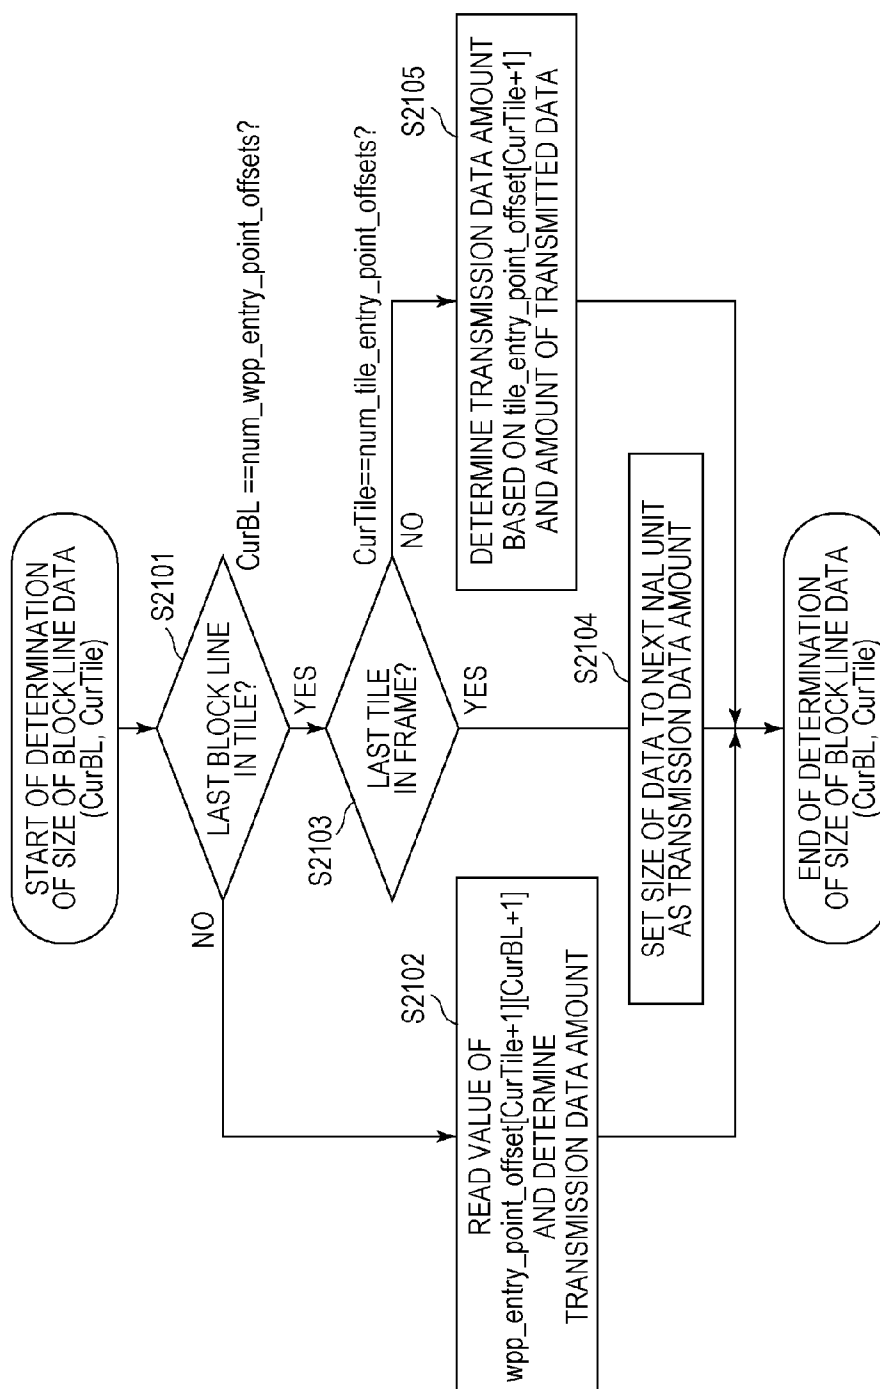 START OF DETERMINATION
OF SIZE OF BLOCK LINE DATA
(CurBL, CurTile)
S2101
LAST BLOCK LINE
IN TILE?
CurBL ==num_wpp_entry_point_offsets?
NO
YES
S2103
LAST TILE
IN FRAME?
CurTile==num_tile_entry_point_offsets?
NO
YES
S2102
READ VALUE OF
wpp_entry_point_offset[CurTile+1][CurBL+1]
AND DETERMINE
TRANSMISSION DATA AMOUNT
S2105
DETERMINE TRANSMISSION DATA AMOUNT
BASED ON tile_entry_point_offset[CurTile+1]
AND AMOUNT OF TRANSMITTED DATA
S2104
SET SIZE OF DATA TO NEXT NAL UNIT
AS TRANSMISSION DATA AMOUNT
END OF DETERMINATION
OF SIZE OF BLOCK LINE DATA
(CurBL, CurTile)